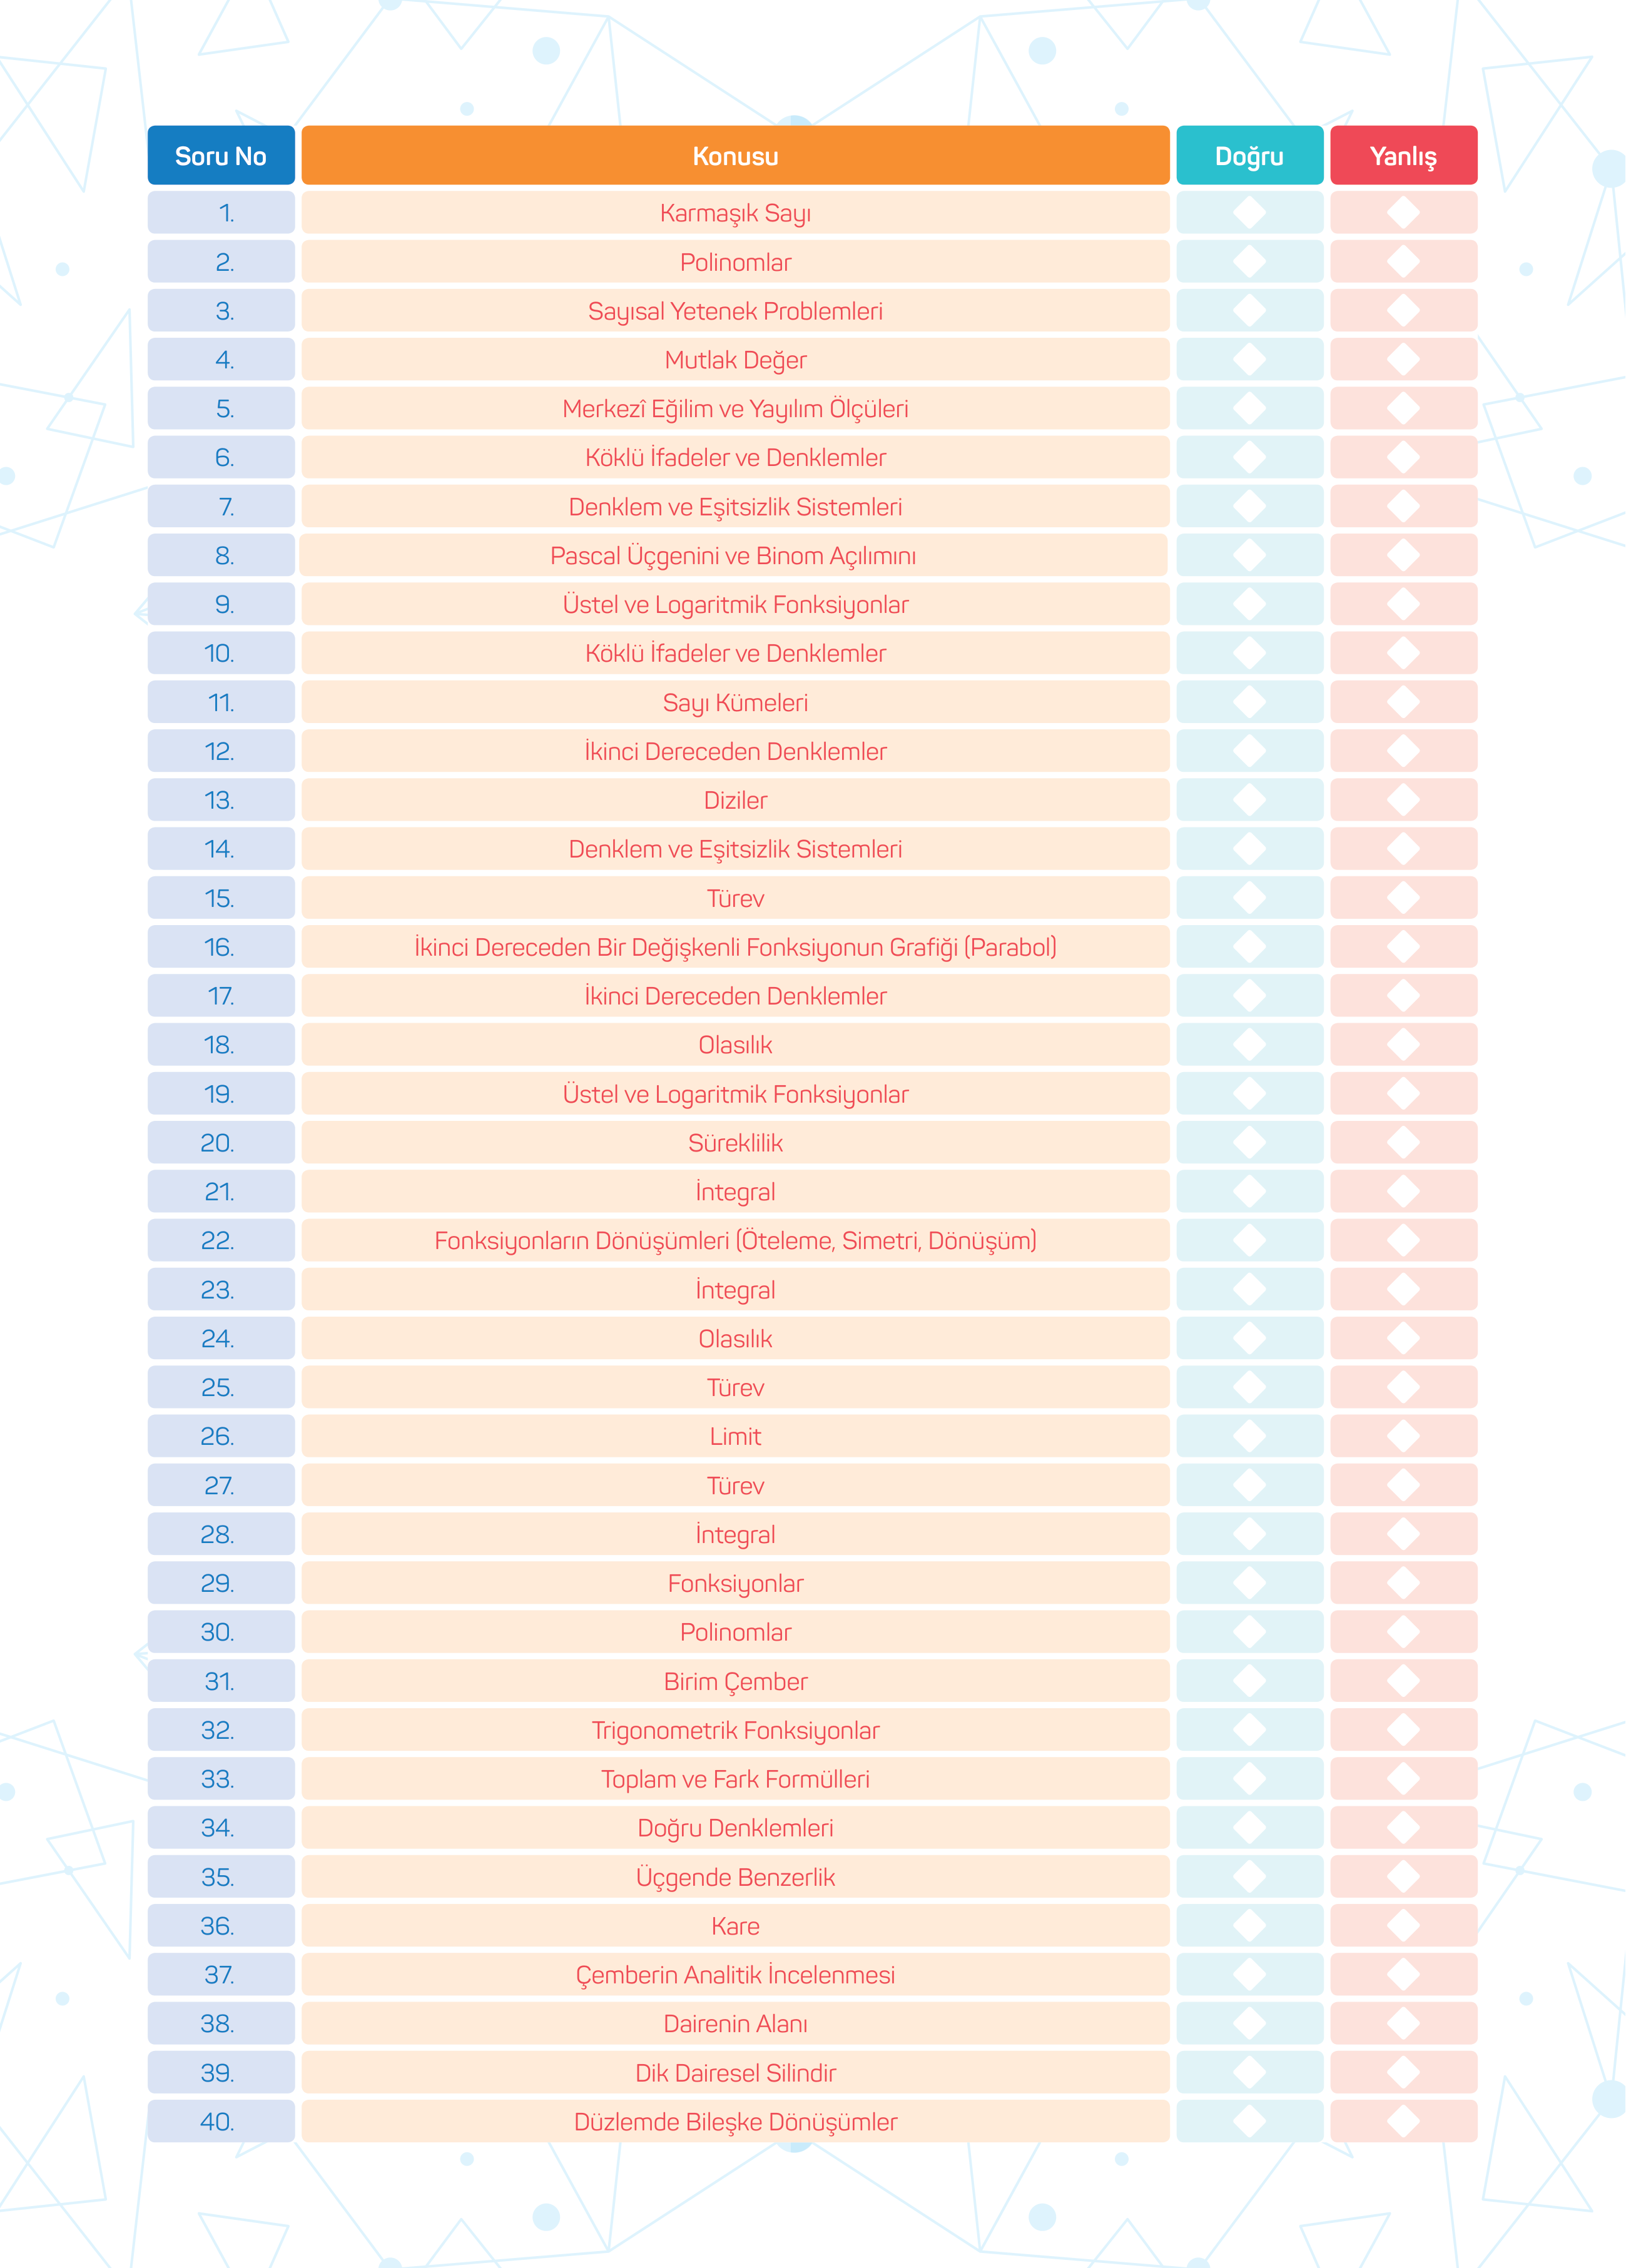 Soru No Konusu Doğru Yanlış
1. Karmaşık Sayı
2. Polinomlar
3. Sayısal Yetenek Problemleri
4. Mutlak Değer
5. Merkezî Eğilim ve Yayılım Ölçüleri
6. Köklü İfadeler ve Denklemler
7. Denklem ve Eşitsizlik Sistemleri
8. Pascal Üçgenini ve Binom Açılımını
9. Üstel ve Logaritmik Fonksiyonlar
10. Köklü İfadeler ve Denklemler
11. Sayı Kümeleri
12. İkinci Dereceden Denklemler
13. Diziler
14. Denklem ve Eşitsizlik Sistemleri
15. Türev
16. İkinci Dereceden Bir Değişkenli Fonksiyonun Grafiği (Parabol)
17. İkinci Dereceden Denklemler
18. Olasılık
19. Üstel ve Logaritmik Fonksiyonlar
20. Süreklilik
21. İntegral
22. Fonksiyonların Dönüşümleri (Öteleme, Simetri, Dönüşüm)
23. İntegral
24. Olasılık
25. Türev
26. Limit
27. Türev
28. İntegral
29. Fonksiyonlar
30. Polinomlar
31. Birim Çember
32. Trigonometrik Fonksiyonlar
33. Toplam ve Fark Formülleri
34. Doğru Denklemleri
35. Üçgende Benzerlik
36. Kare
37. Çemberin Analitik İncelenmesi
38. Dairenin Alanı
39. Dik Dairesel Silindir
40. Düzlemde Bileşke Dönüşümler